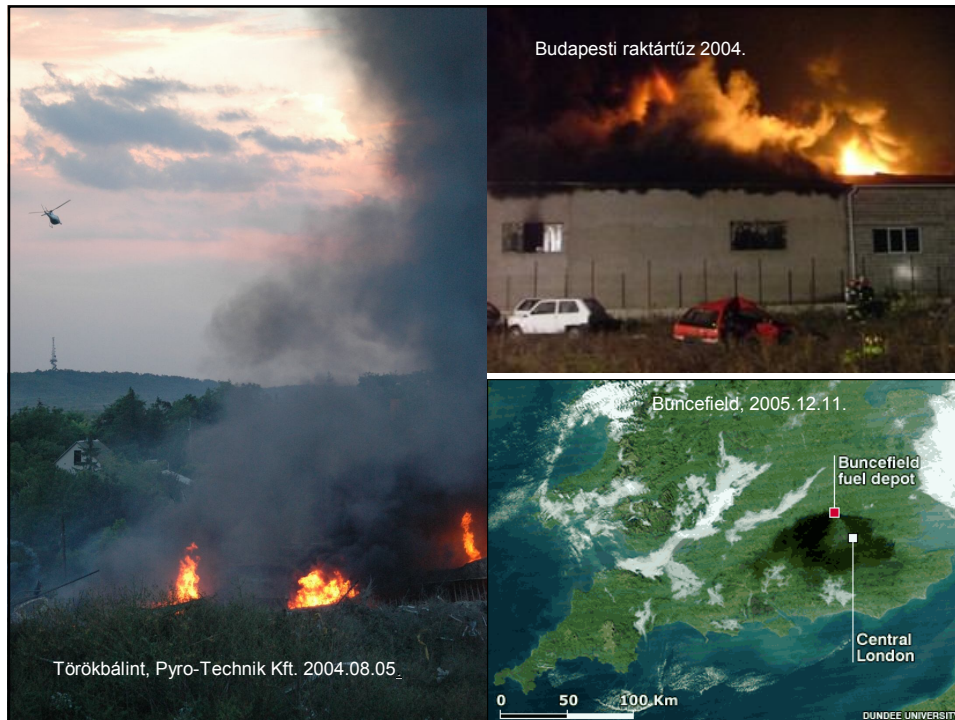 Budapesti raktártűz 2004.
Buncefield, 2005.12.11.
Buncefield
fuel depot
Central
London
Törökbálint, Pyro-Technik Kft. 2004.08.05.
0 50 100 Km
DUNDEE UNIVERSITY